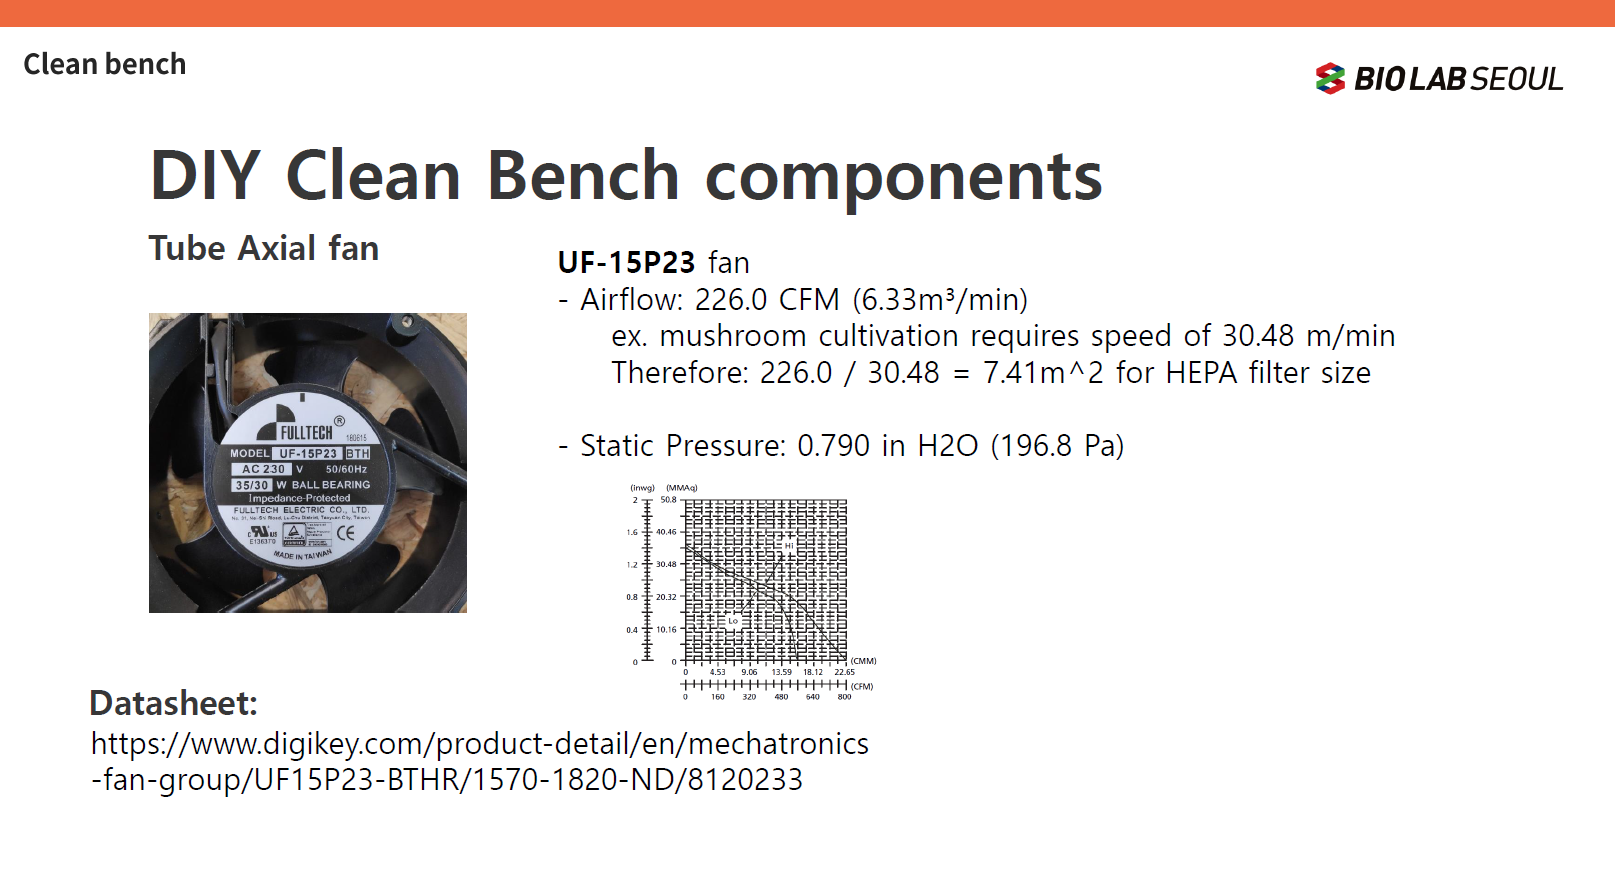 Clean bench
BIO LAB SEOUL
DIY Clean Bench components
Tube Axial fan
UF-15P23 fan
- Airflow: 226.0 CFM (6.33m³/min)
ex. mushroom cultivation requires speed of 30.48 m/min
Therefore: 226.0 / 30.48 = 7.41m^2 for HEPA filter size
- Static Pressure: 0.790 in H2O (196.8 Pa)
FULLTECH ®
180615
MODEL UF-15P23 BTH
AC 230 V 50/60Hz
35/30 W BALL BEARING
Impedance-Protected
FULLTECH ELECTRIC CO., LTD.
E136370
CE
MADE IN TAIWAN
(inwg) (MMAq)
2 50.8
1.6 40.46
Hi
1.2 30.48
0.8 20.32
Lo
0.4 10.16
0 0
(CMM)
0 4.53 9.06 13.59 18.12 22.65
(CFM)
0 160 320 480 640 800
Datasheet:
https://www.digikey.com/product-detail/en/mechatronics
-fan-group/UF15P23-BTHR/1570-1820-ND/8120233